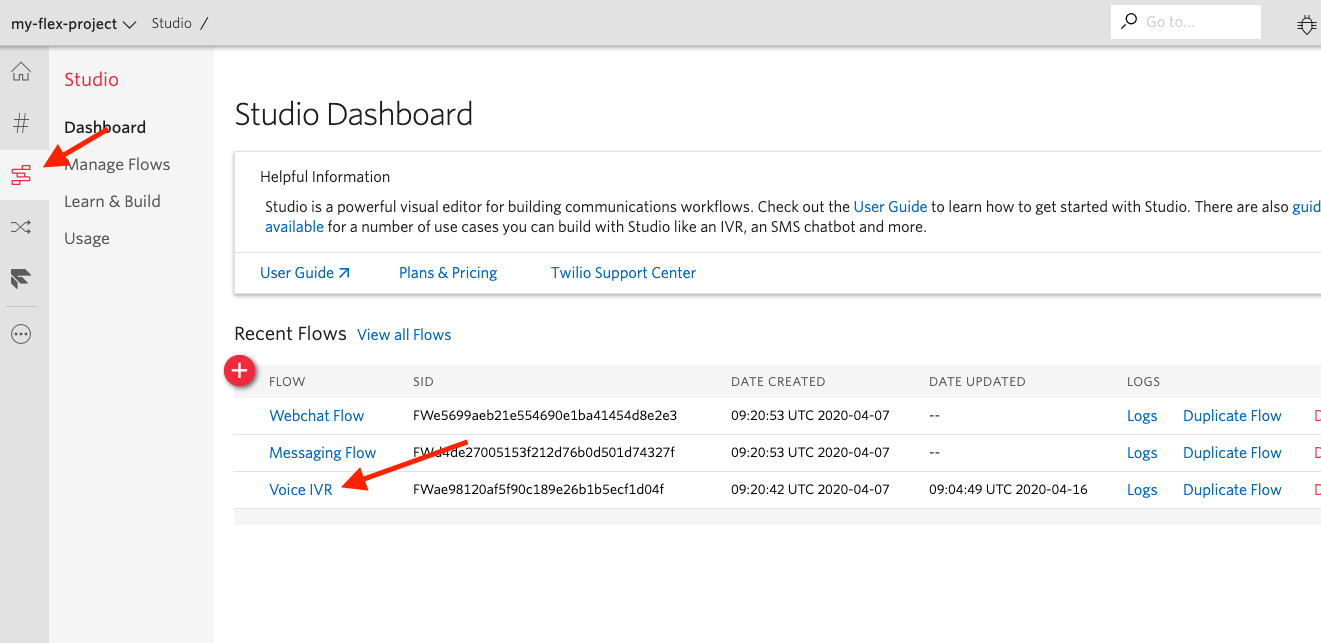 my-flex-project Studio /
Go to...
Studio
Dashboard
Manage Flows
Learn & Build
Usage
Studio Dashboard
Helpful Information
Studio is a powerful visual editor for building communications workflows. Check out the User Guide to learn how to get started with Studio. There are also guid
available for a number of use cases you can build with Studio like an IVR, an SMS chatbot and more.
User Guide Plans & Pricing Twilio Support Center
Recent Flows View all Flows
FLOW SID DATE CREATED DATE UPDATED LOGS
Webchat Flow FWe5699aeb21e554690e1ba41454d8e2e3 09:20:53 UTC 2020-04-07 -- Logs Duplicate Flow D
Messaging Flow FWd4de27005153f212d76b0d501d74327f 09:20:53 UTC 2020-04-07 -- Logs Duplicate Flow D
Voice IVR FWae98120af5f90c189e26b1b5ecf1d04f 09:20:42 UTC 2020-04-07 09:04:49 UTC 2020-04-16 Logs Duplicate Flow D